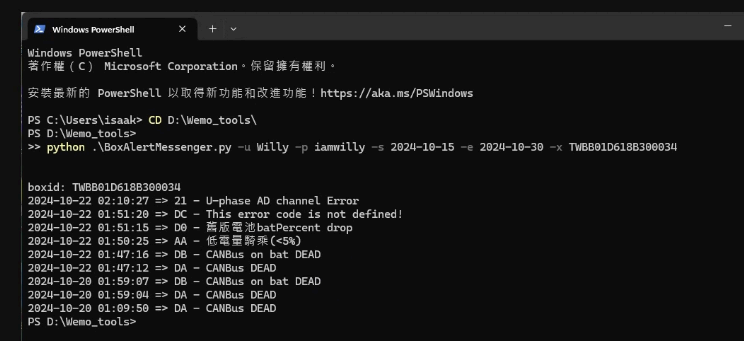 Windows PowerShell
Windows PowerShell
著作權（C） Microsoft Corporation。保留擁有權利。
安裝最新的 PowerShell 以取得新功能和改進功能！https://aka.ms/PSWindows
PS C:\Users\isaak> CD D:\Wemo_tools\
PS D:\Wemo_tools>
>> python .\BoxAlertMessenger.py -u Willy -p iamwilly -s 2024-10-15 -e 2024-10-30 -x TWBB01D618B300034
boxid: TWBB01D618B300034
2024-10-22 02:10:27 => 21 - U-phase AD channel Error
2024-10-22 01:51:20 => DC - This error code is not defined!
2024-10-22 01:51:15 => D0 - 舊版電池batPercent drop
2024-10-22 01:50:25 => AA - 低電量騎乘(<5%)
2024-10-22 01:47:16 => DB - CANBus on bat DEAD
2024-10-22 01:47:12 => DA - CANBus DEAD
2024-10-20 01:59:07 => DB - CANBus on bat DEAD
2024-10-20 01:59:04 => DA - CANBus DEAD
2024-10-20 01:09:50 => DA - CANBus DEAD
PS D:\Wemo_tools>